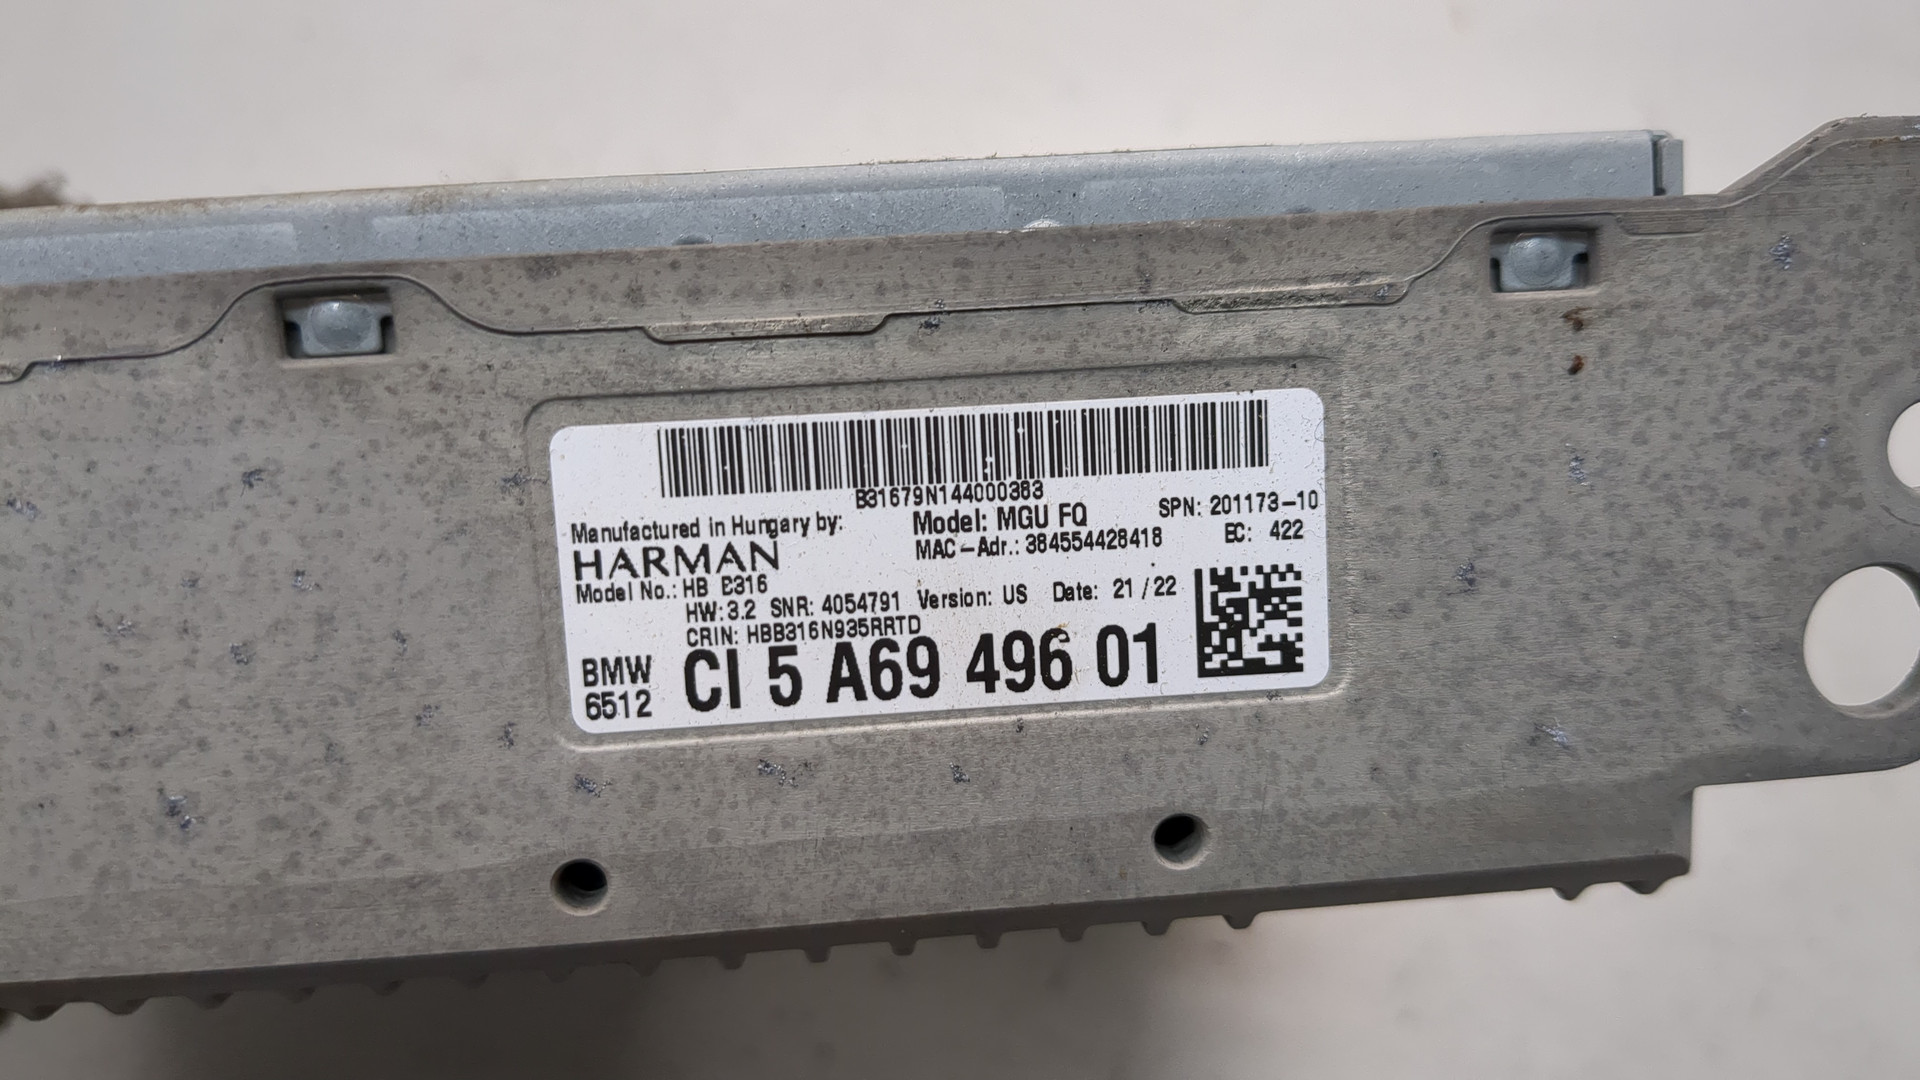 B31679N144000383
Manufactured in Hungary by: Model: MGU FQ SPN: 201173-10
HARMAN MAC-Adr.: 384554428418 EC: 422
Model No.: HB B316
HW: 3.2 SNR: 4054791 Version: US Date: 21 / 22
CRIN: HBB316N935RRTD
BMW CI 5 A69 496 01
6512